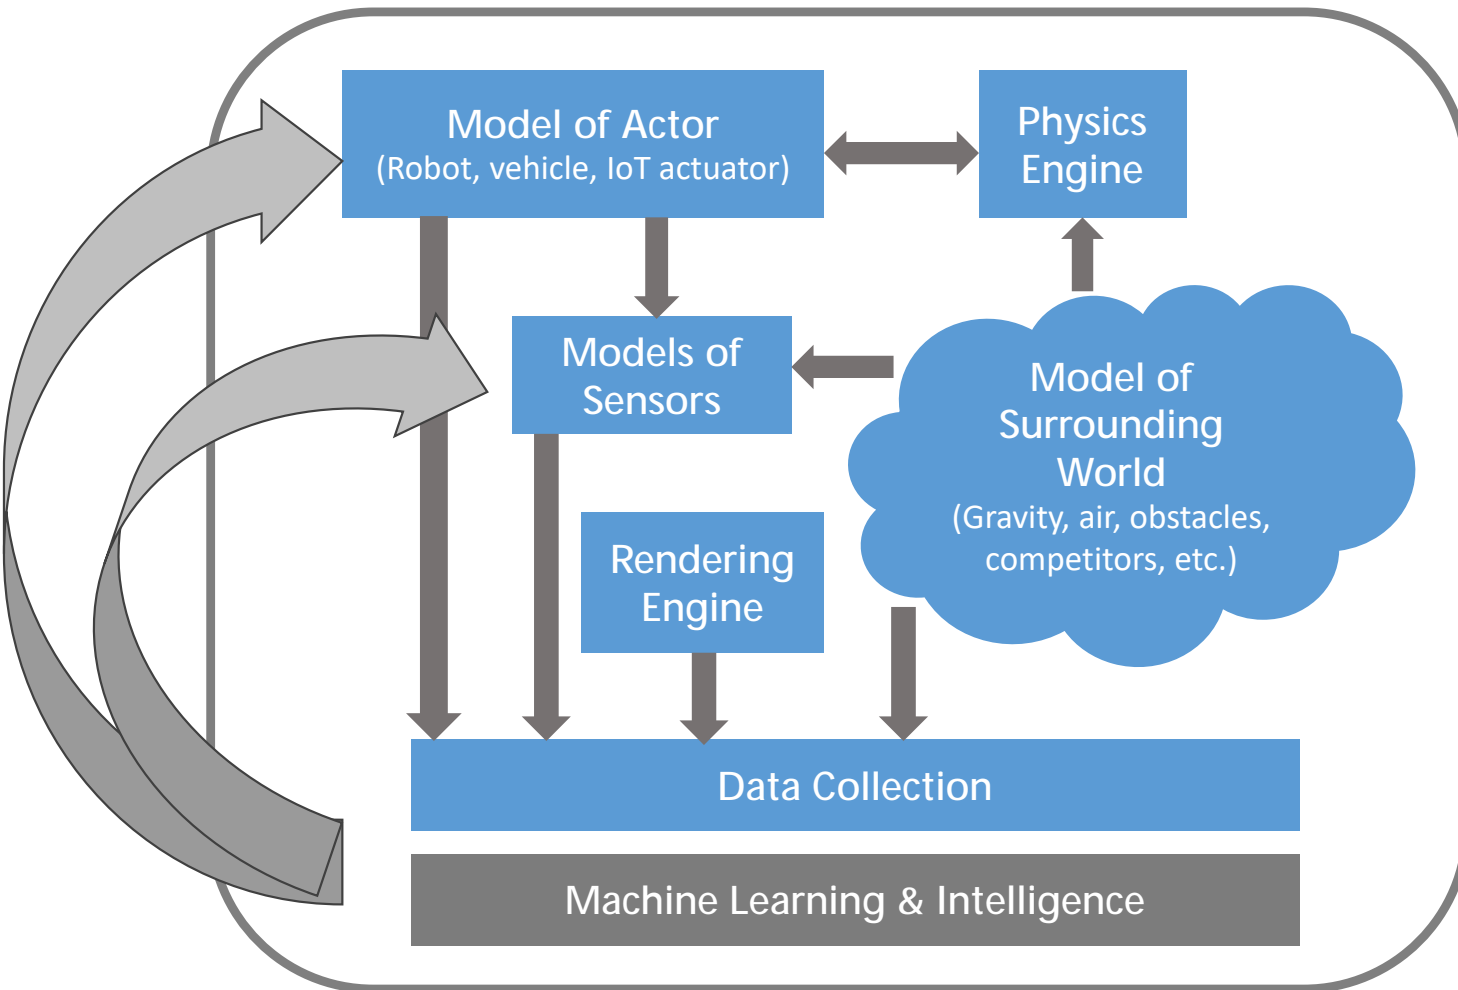 Model of Actor
(Robot, vehicle, IoT actuator)
Physics
Engine
Models of
Sensors
Model of
Surrounding
World
(Gravity, air, obstacles,
competitors, etc.)
Rendering
Engine
Data Collection
Machine Learning & Intelligence